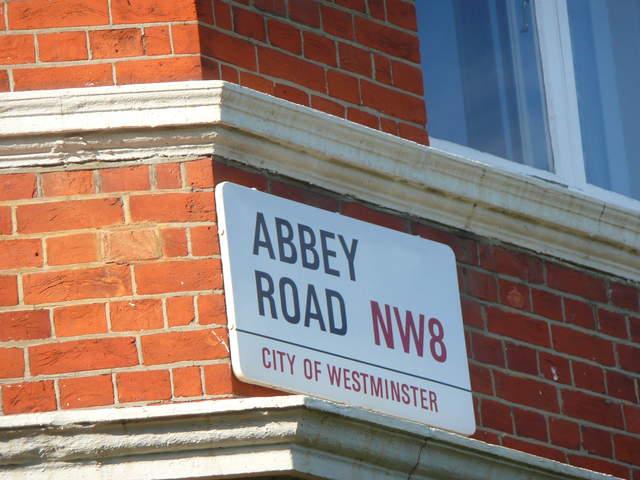 ABBEY
ROAD NW8
CITY OF WESTMINSTER